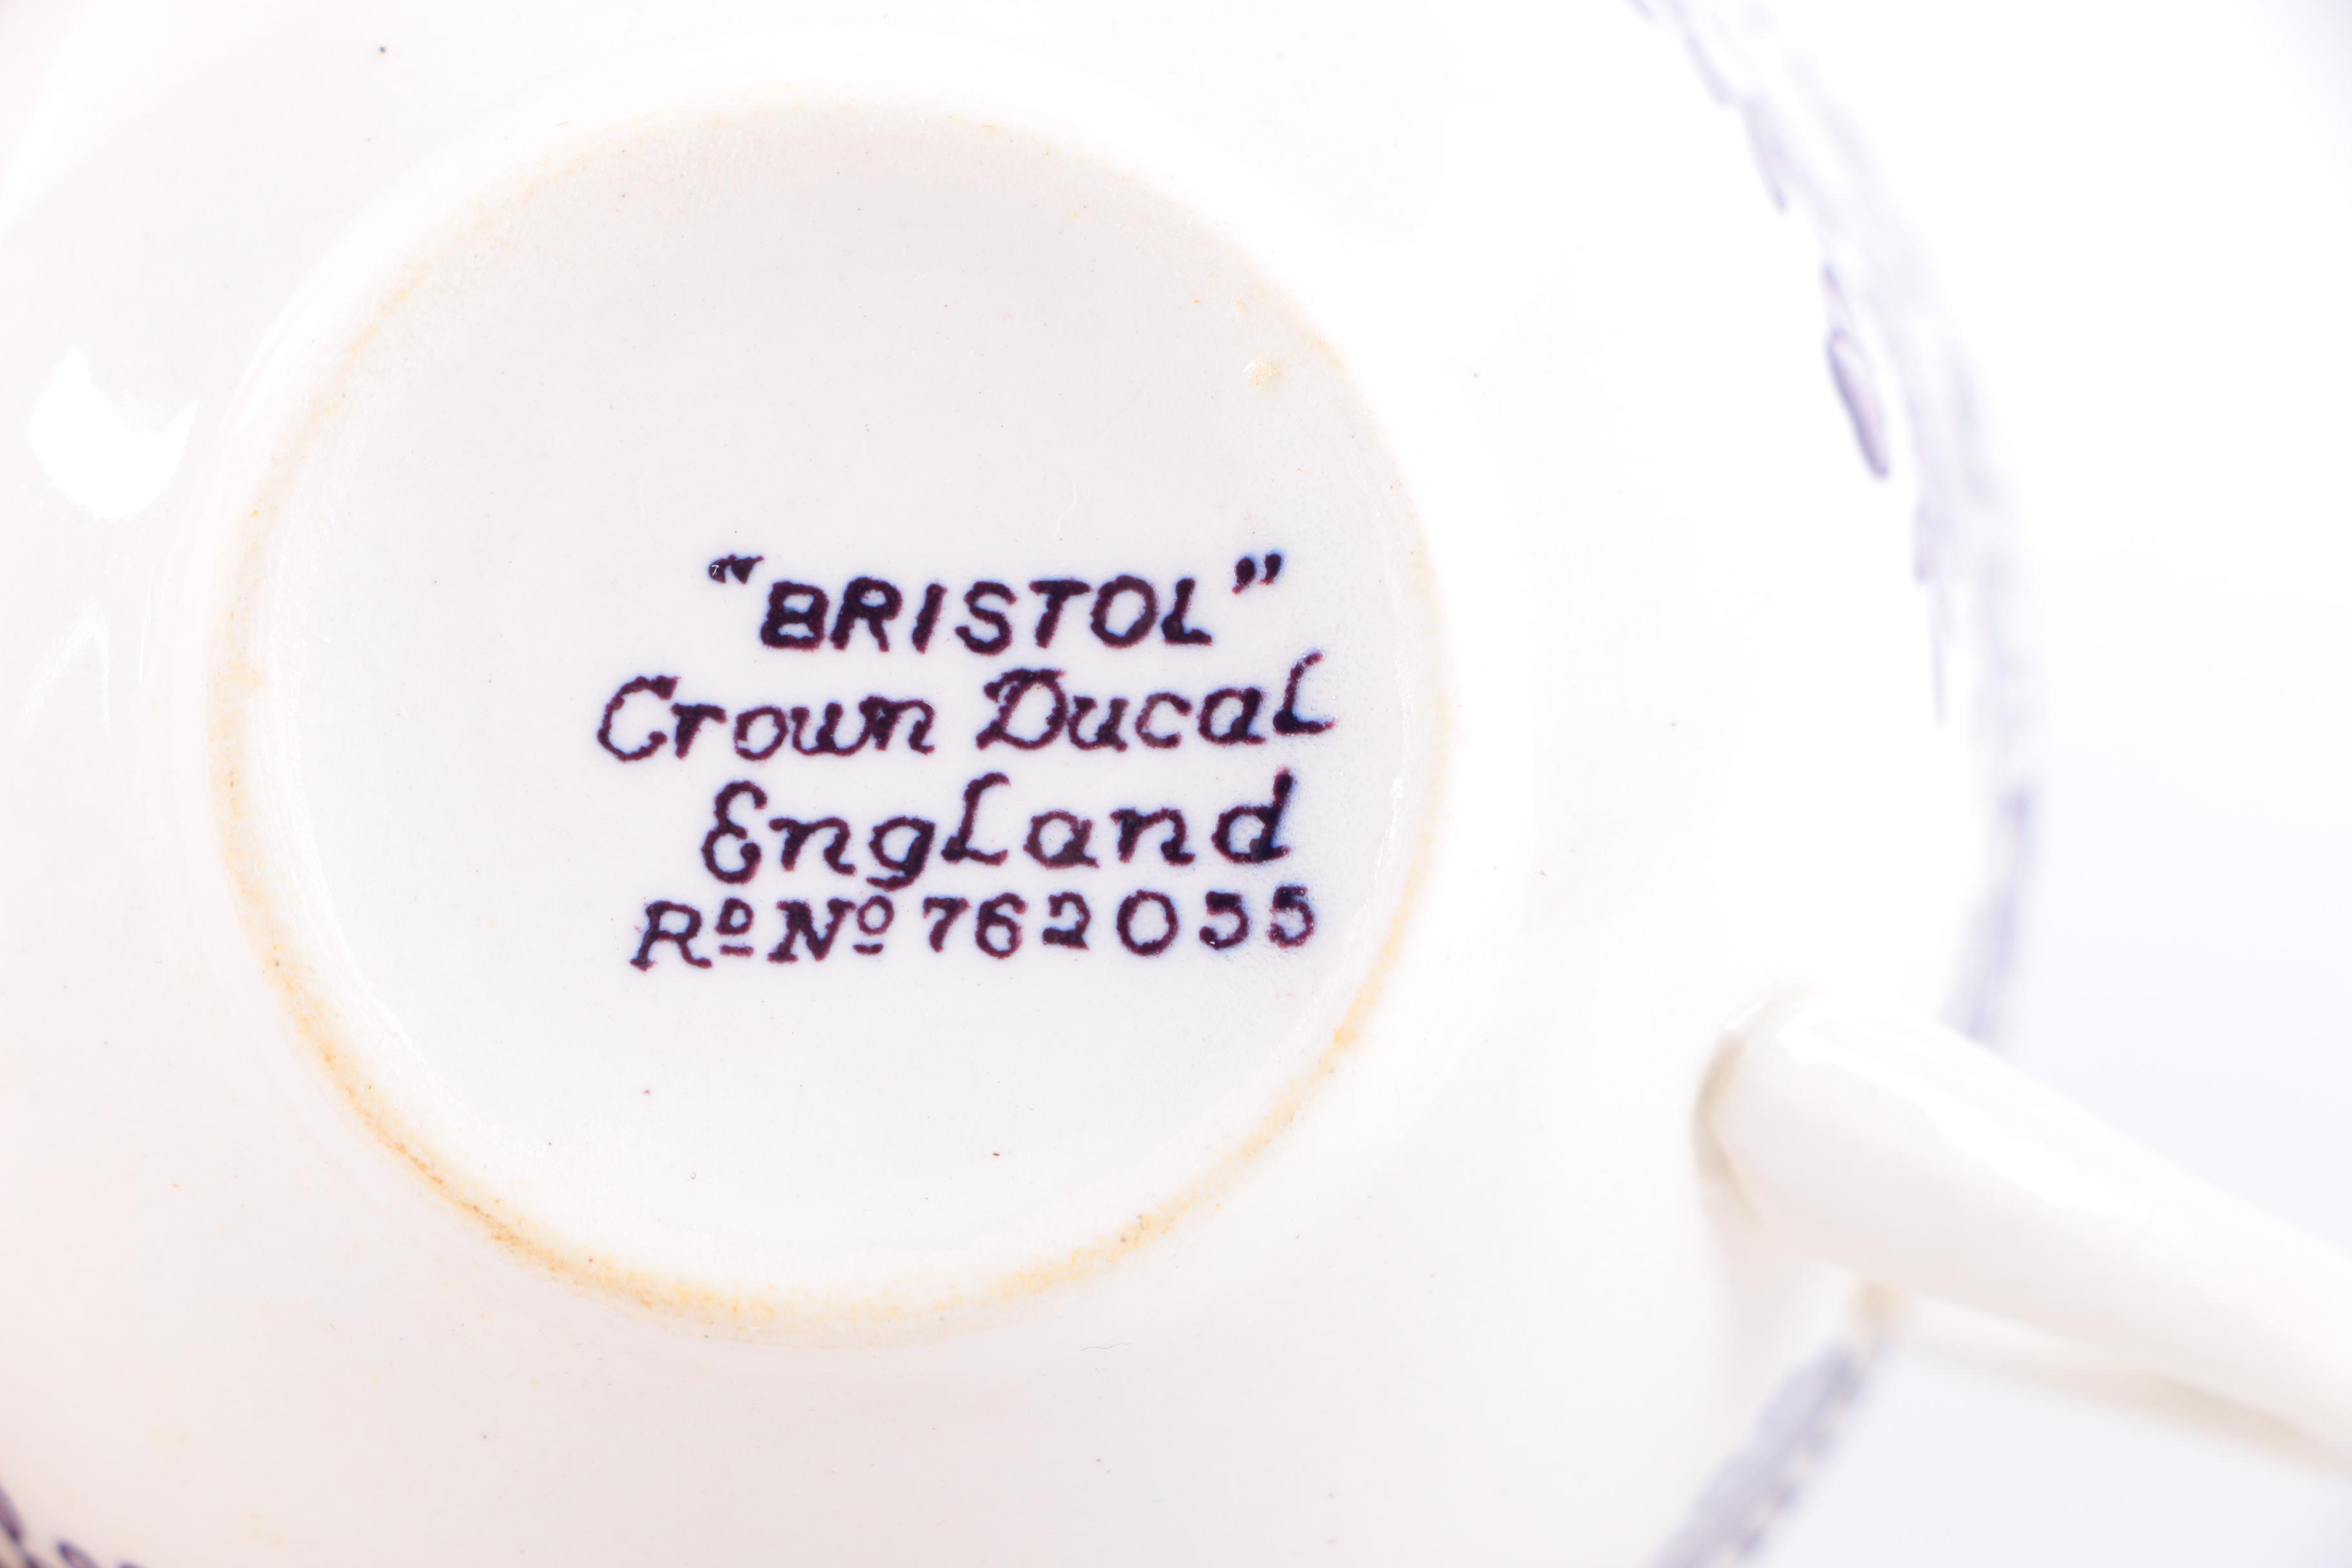 “BRISTOL”
Crown Ducal
England
Rᴰ Nº 762055